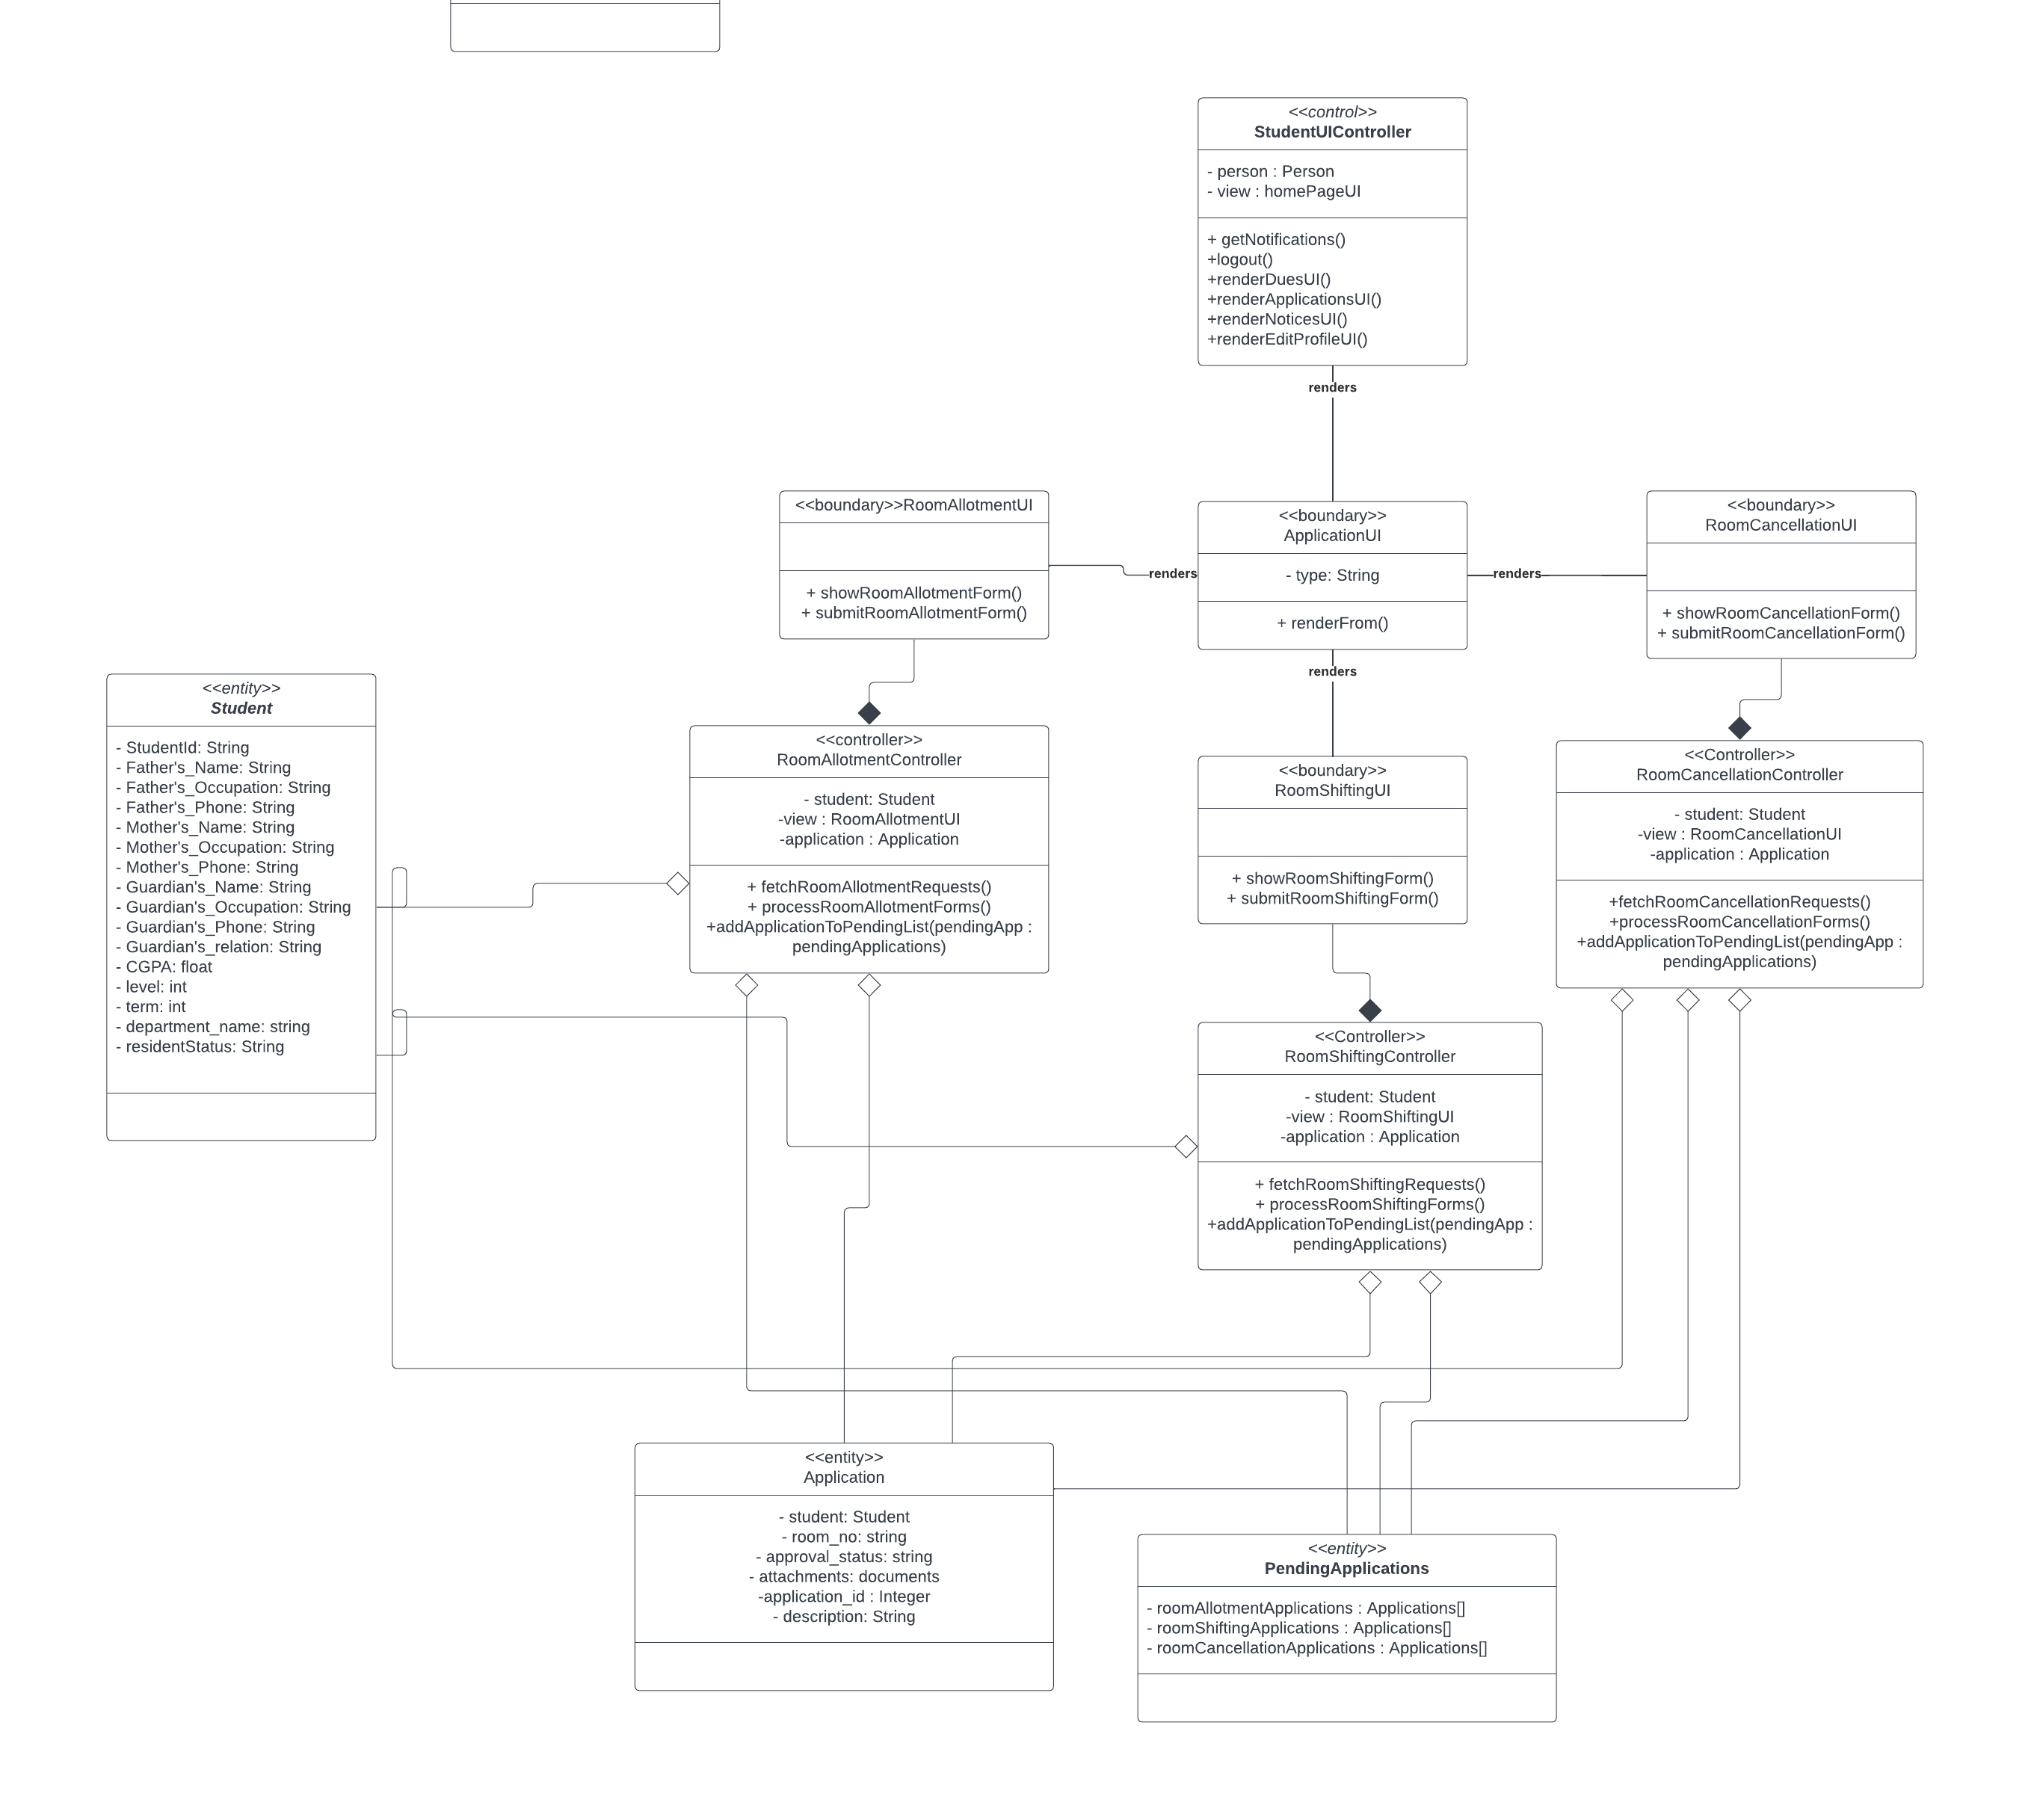 <<control>>
StudentUIController
- person : Person
- view : homePageUI
+ getNotifications()
+logout()
+renderDuesUI()
+renderApplicationsUI()
+renderNoticesUI()
+renderEditProfileUI()
renders
<<boundary>>RoomAllotmentUI
+ showRoomAllotmentForm()
+ submitRoomAllotmentForm()
renders
<<boundary>>
ApplicationUI
- type: String
+ renderFrom()
renders
<<boundary>>
RoomCancellationUI
+ showRoomCancellationForm()
+ submitRoomCancellationForm()
renders
<<entity>>
Student
- StudentId: String
- Father's_Name: String
- Father's_Occupation: String
- Father's_Phone: String
- Mother's_Name: String
- Mother's_Occupation: String
- Mother's_Phone: String
- Guardian's_Name: String
- Guardian's_Occupation: String
- Guardian's_Phone: String
- Guardian's_relation: String
- CGPA: float
- level: int
- term: int
- department_name: string
- residentStatus: String
<<controller>>
RoomAllotmentController
- student: Student
-view : RoomAllotmentUI
-application : Application
+ fetchRoomAllotmentRequests()
+ processRoomAllotmentForms()
+addApplicationToPendingList(pendingApp :
pendingApplications)
<<boundary>>
RoomShiftingUI
+ showRoomShiftingForm()
+ submitRoomShiftingForm()
<<Controller>>
RoomCancellationController
- student: Student
-view : RoomCancellationUI
-application : Application
+fetchRoomCancellationRequests()
+processRoomCancellationForms()
+addApplicationToPendingList(pendingApp :
pendingApplications)
<<Controller>>
RoomShiftingController
- student: Student
-view : RoomShiftingUI
-application : Application
+ fetchRoomShiftingRequests()
+ processRoomShiftingForms()
+addApplicationToPendingList(pendingApp :
pendingApplications)
<<entity>>
Application
- student: Student
- room_no: string
- approval_status: string
- attachments: documents
-application_id : Integer
- description: String
<<entity>>
PendingApplications
- roomAllotmentApplications : Applications[]
- roomShiftingApplications : Applications[]
- roomCancellationApplications : Applications[]